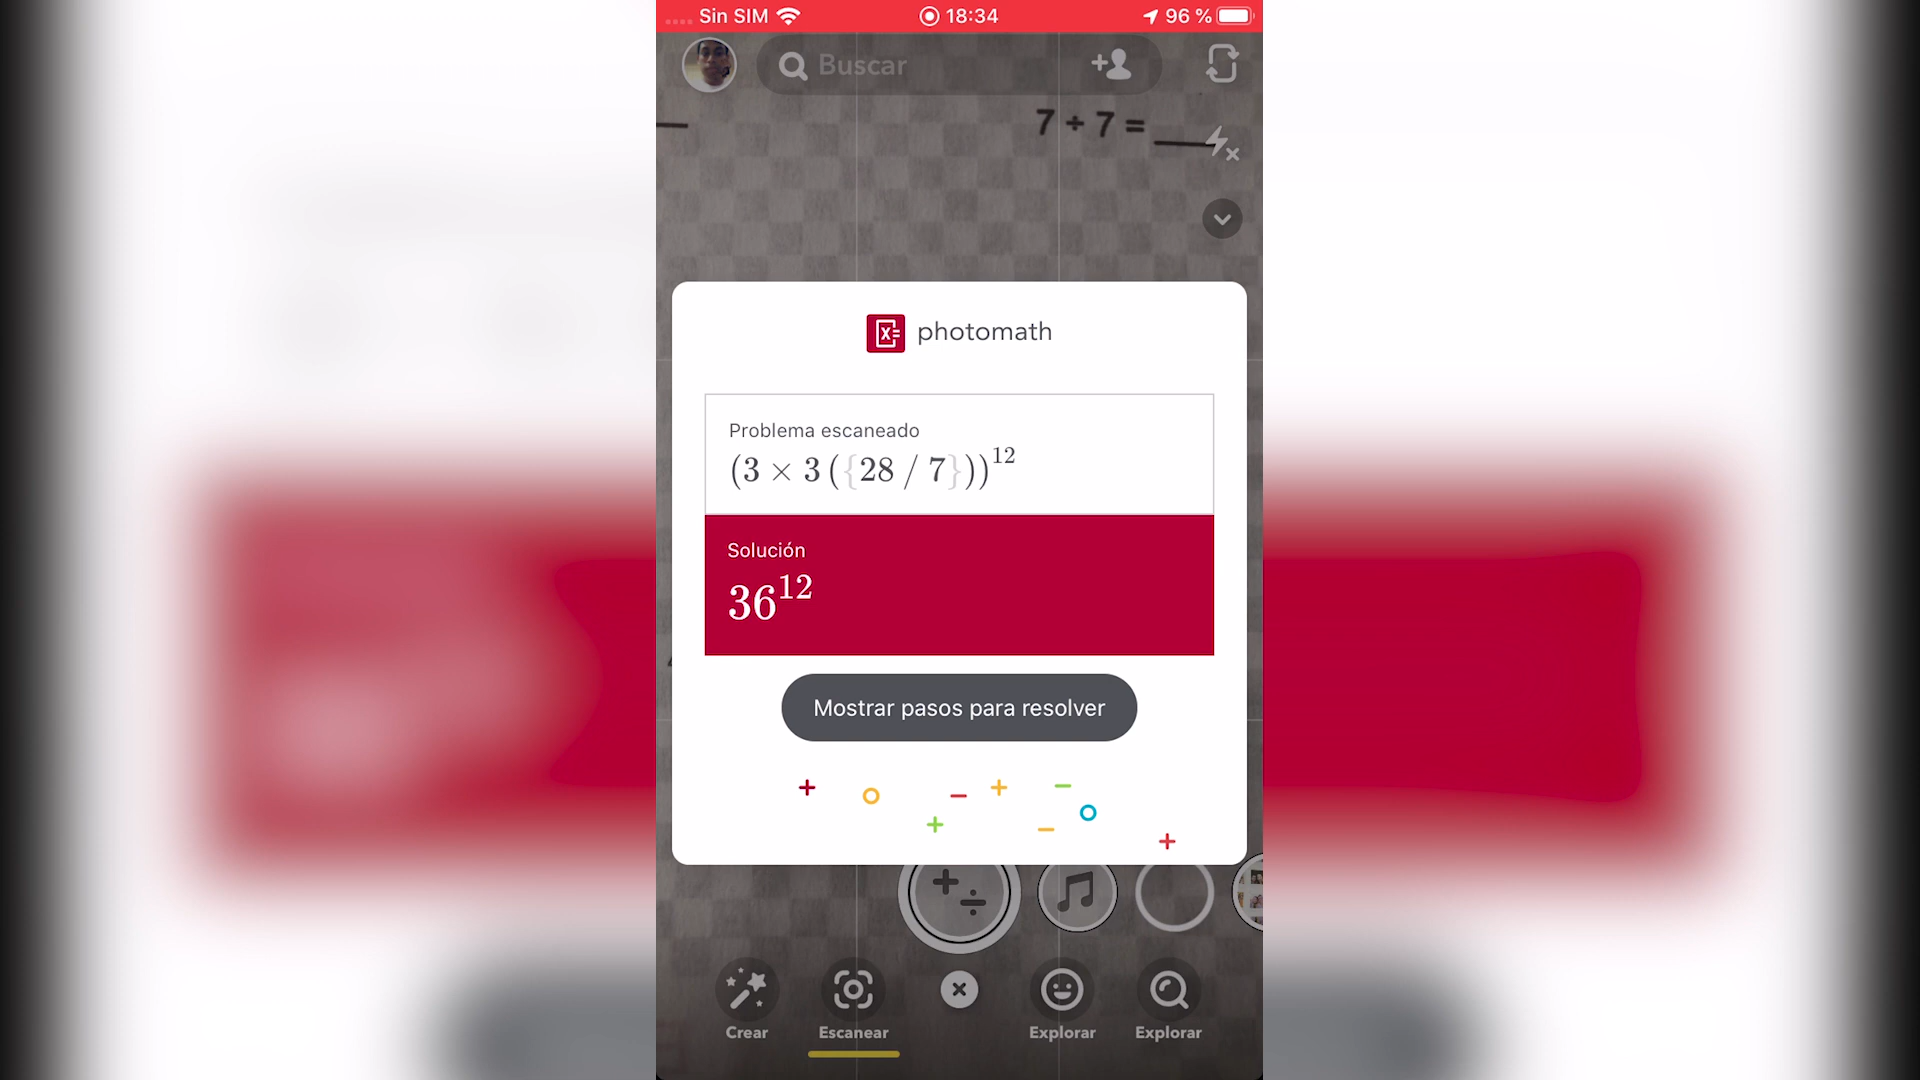 Sin SIM 18:34 96 %
Buscar
7 ÷ 7 = ____
photomath
Problema escaneado
(3 × 3 ({28 / 7}))^12
Solución
36^12
Mostrar pasos para resolver
Crear Escanear Explorar Explorar